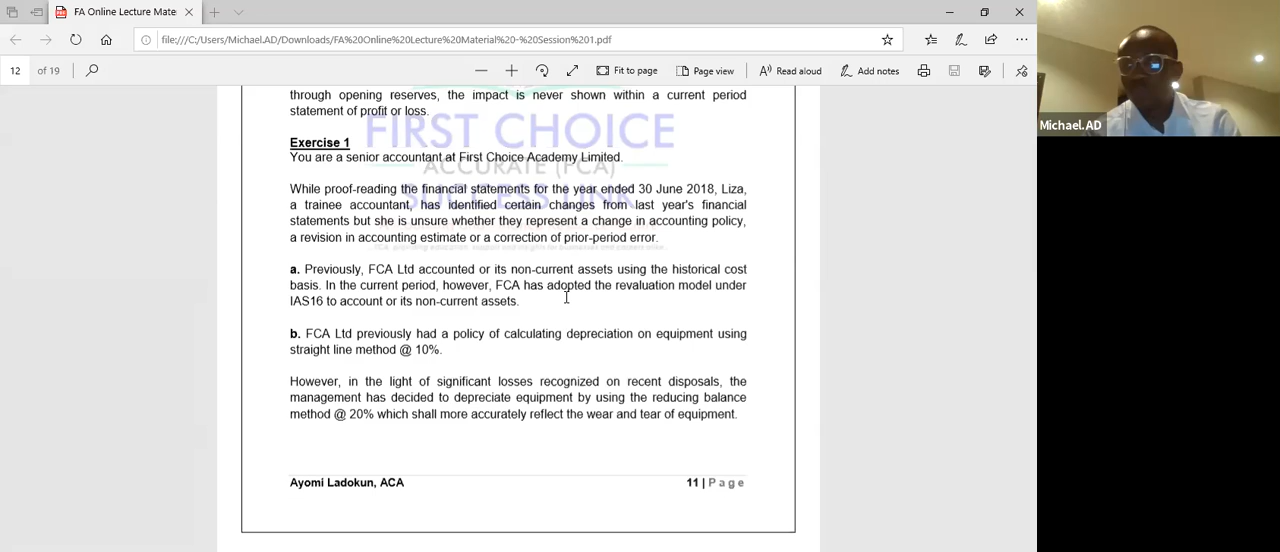 FA Online Lecture Mate
file:///C:/Users/Michael.AD/Downloads/FA%20Online%20Lecture%20Material%20-%20Session%201.pdf
12 of 19
Fit to page
Page view
Read aloud
Add notes
Michael.AD
through opening reserves, the impact is never shown within a current period
statement of profit or loss.
FIRST CHOICE
ACCURATE (PCA)
SUCCESS LINK
Exercise 1
You are a senior accountant at First Choice Academy Limited.
While proof-reading the financial statements for the year ended 30 June 2018, Liza,
a trainee accountant, has identified certain changes from last year's financial
statements but she is unsure whether they represent a change in accounting policy,
a revision in accounting estimate or a correction of prior-period error.
a. Previously, FCA Ltd accounted or its non-current assets using the historical cost
basis. In the current period, however, FCA has adopted the revaluation model under
IAS16 to account or its non-current assets.
b. FCA Ltd previously had a policy of calculating depreciation on equipment using
straight line method @ 10%.
However, in the light of significant losses recognized on recent disposals, the
management has decided to depreciate equipment by using the reducing balance
method @ 20% which shall more accurately reflect the wear and tear of equipment.
Ayomi Ladokun, ACA
11 | Page